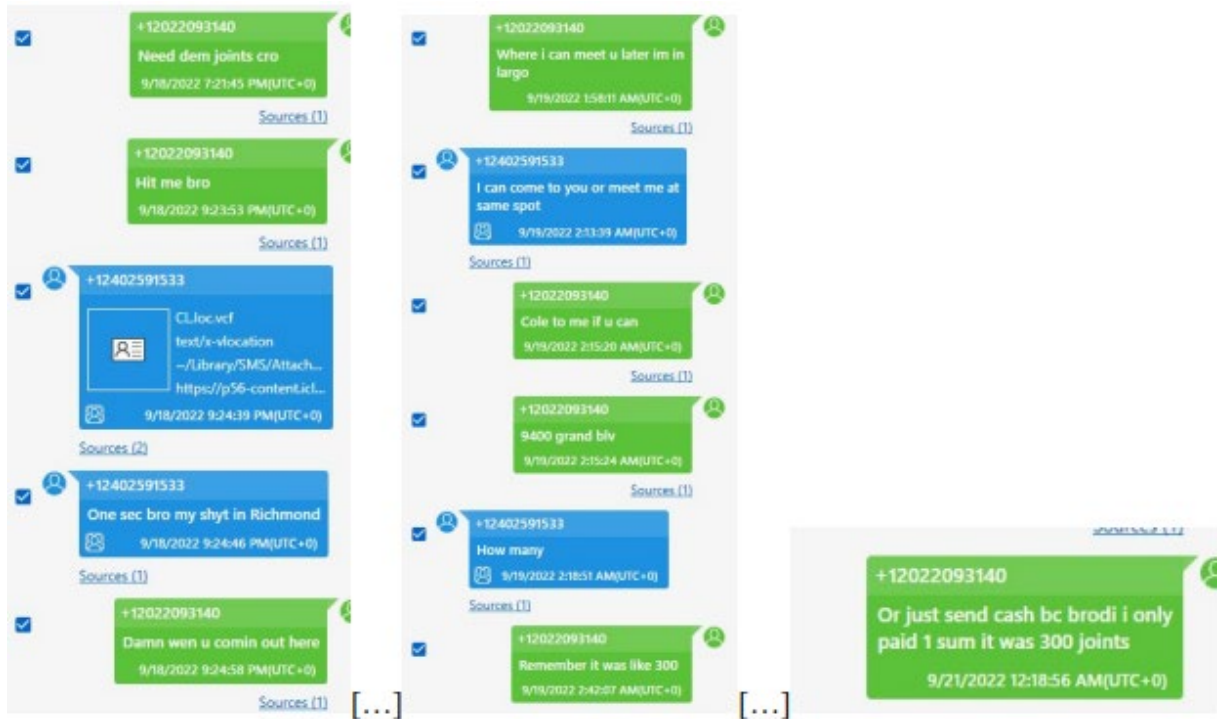 +12022093140
Need dem joints cro
9/18/2022 7:21:45 PM(UTC+0)
Sources (1)
+12022093140
Hit me bro
9/18/2022 9:23:53 PM(UTC+0)
Sources (1)
+12402591533
CL.loc.vcf
text/x-vlocation
~/Library/SMS/Attach...
https://p56-content.icl...
9/18/2022 9:24:39 PM(UTC+0)
Sources (2)
+12402591533
One sec bro my shyt in Richmond
9/18/2022 9:24:46 PM(UTC+0)
Sources (1)
+12022093140
Damn wen u comin out here
9/18/2022 9:24:58 PM(UTC+0)
Sources (1)
[...]
+12022093140
Where i can meet u later im in
largo
9/19/2022 1:58:11 AM(UTC+0)
Sources (1)
+12402591533
I can come to you or meet me at
same spot
9/19/2022 2:13:39 AM(UTC+0)
Sources (1)
+12022093140
Cole to me if u can
9/19/2022 2:15:20 AM(UTC+0)
Sources (1)
+12022093140
9400 grand blv
9/19/2022 2:15:24 AM(UTC+0)
Sources (1)
+12402591533
How many
9/19/2022 2:18:51 AM(UTC+0)
Sources (1)
+12022093140
Remember it was like 300
9/19/2022 2:42:07 AM(UTC+0)
[...]
Sources (1)
+12022093140
Or just send cash bc brodi i only
paid 1 sum it was 300 joints
9/21/2022 12:18:56 AM(UTC+0)